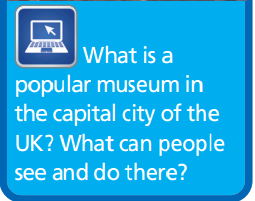 What is a
popular museum in
the capital city of the
UK? What can people
see and do there?